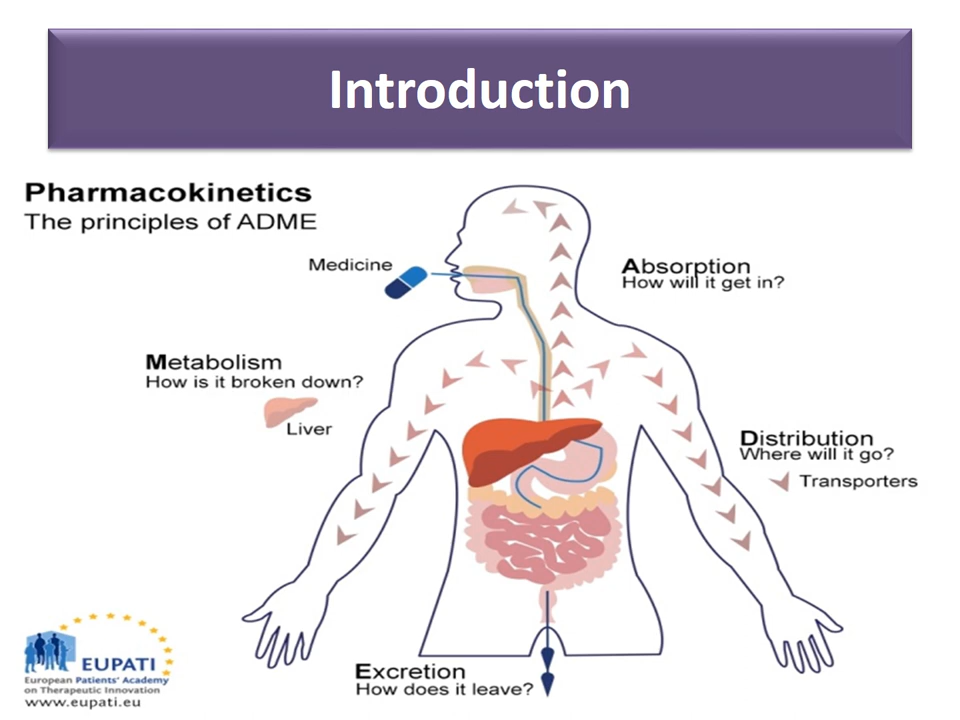 Introduction
Pharmacokinetics
The principles of ADME
Medicine
Absorption
How will it get in?
Metabolism
How is it broken down?
Liver
Distribution
Where will it go?
Transporters
Excretion
How does it leave?
EUPATI
European Patients' Academy
on Therapeutic Innovation
www.eupati.eu